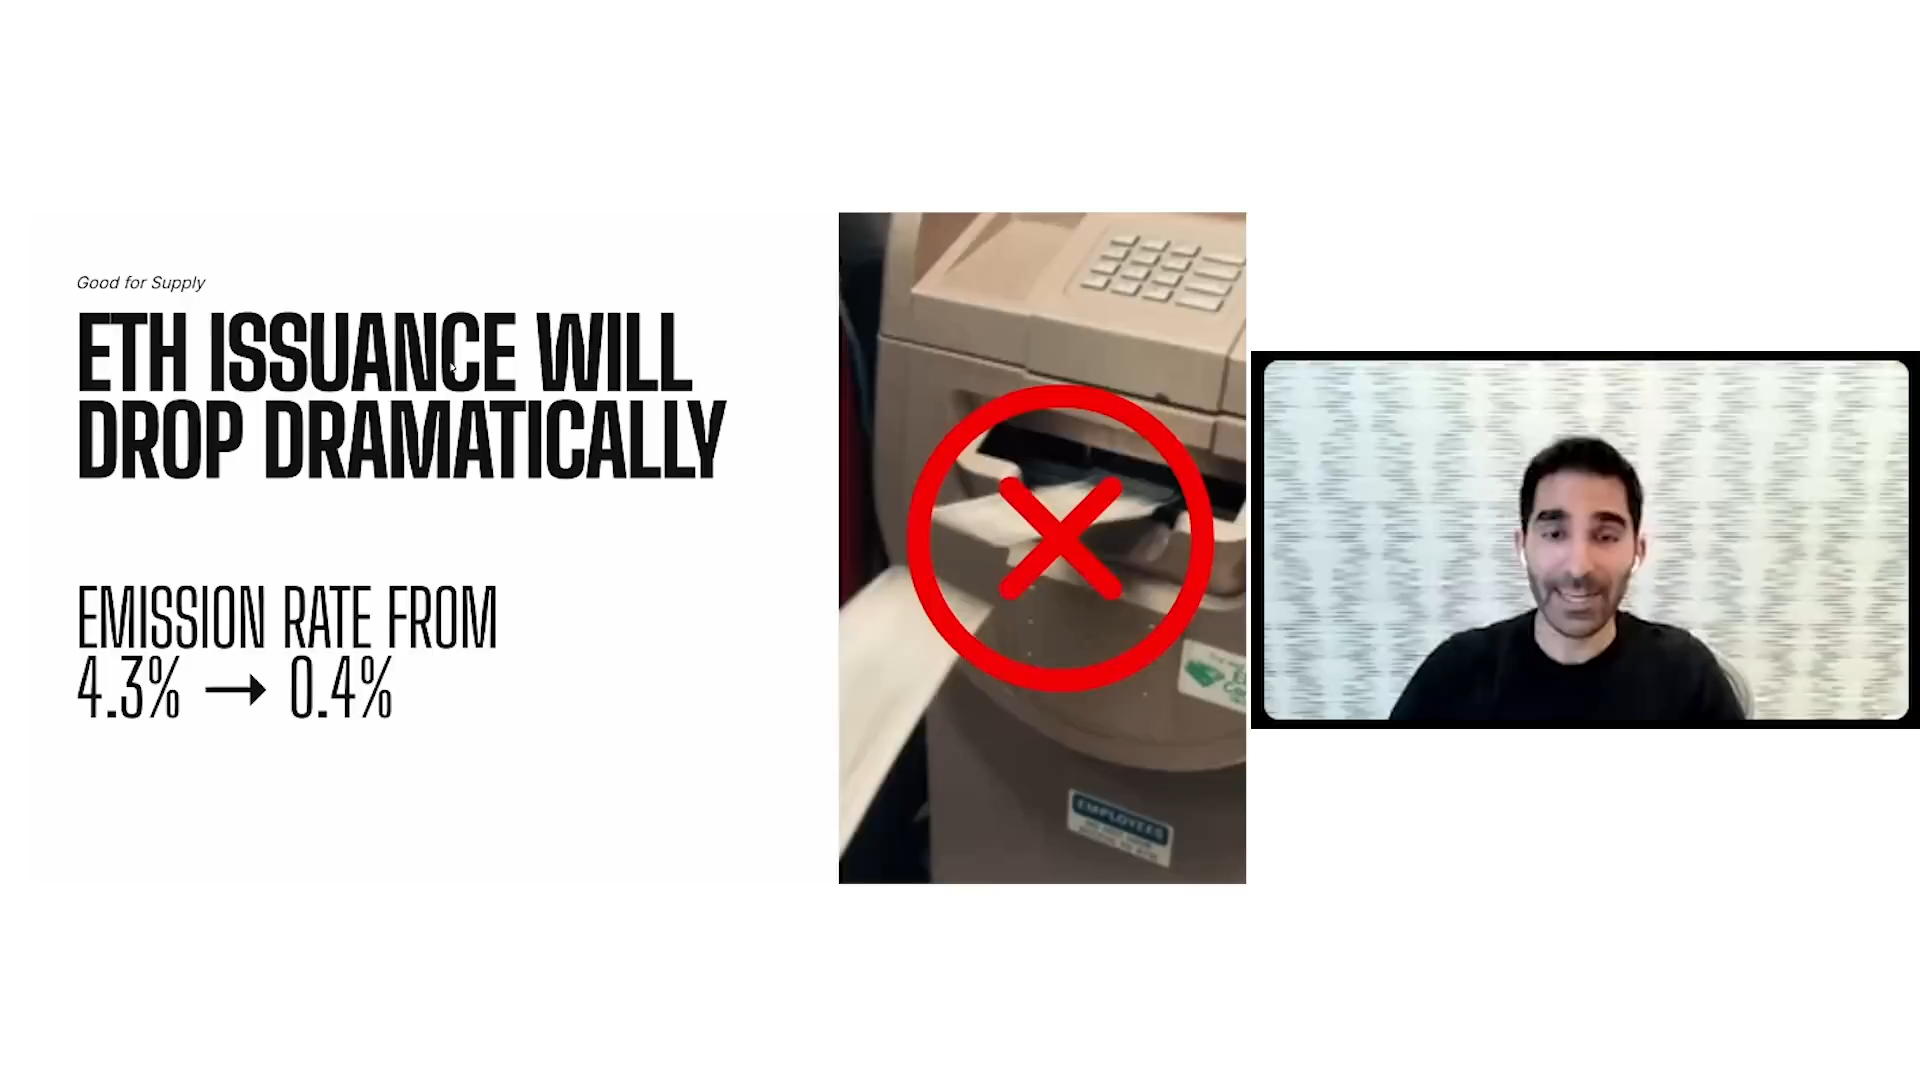 Good for Supply
ETH ISSUANCE WILL
DROP DRAMATICALLY
EMISSION RATE FROM
4.3% → 0.4%
EMPLOYEES